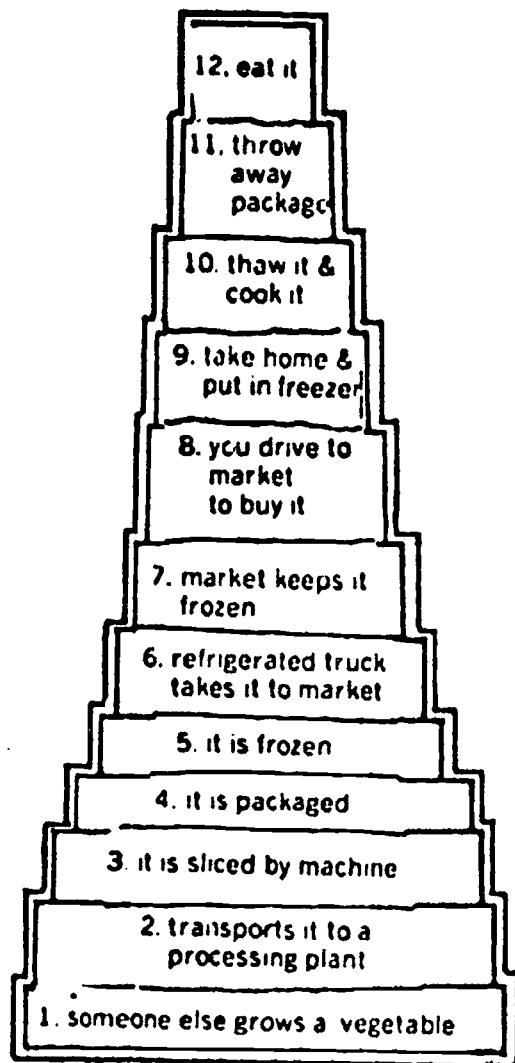 12. eat it
11. throw
away
package
10. thaw it &
cook it
9. take home &
put in freezer
8. you drive to
market
to buy it
7. market keeps it
frozen
6. refrigerated truck
takes it to market
5. it is frozen
4. it is packaged
3. it is sliced by machine
2. transports it to a
processing plant
1. someone else grows a vegetable